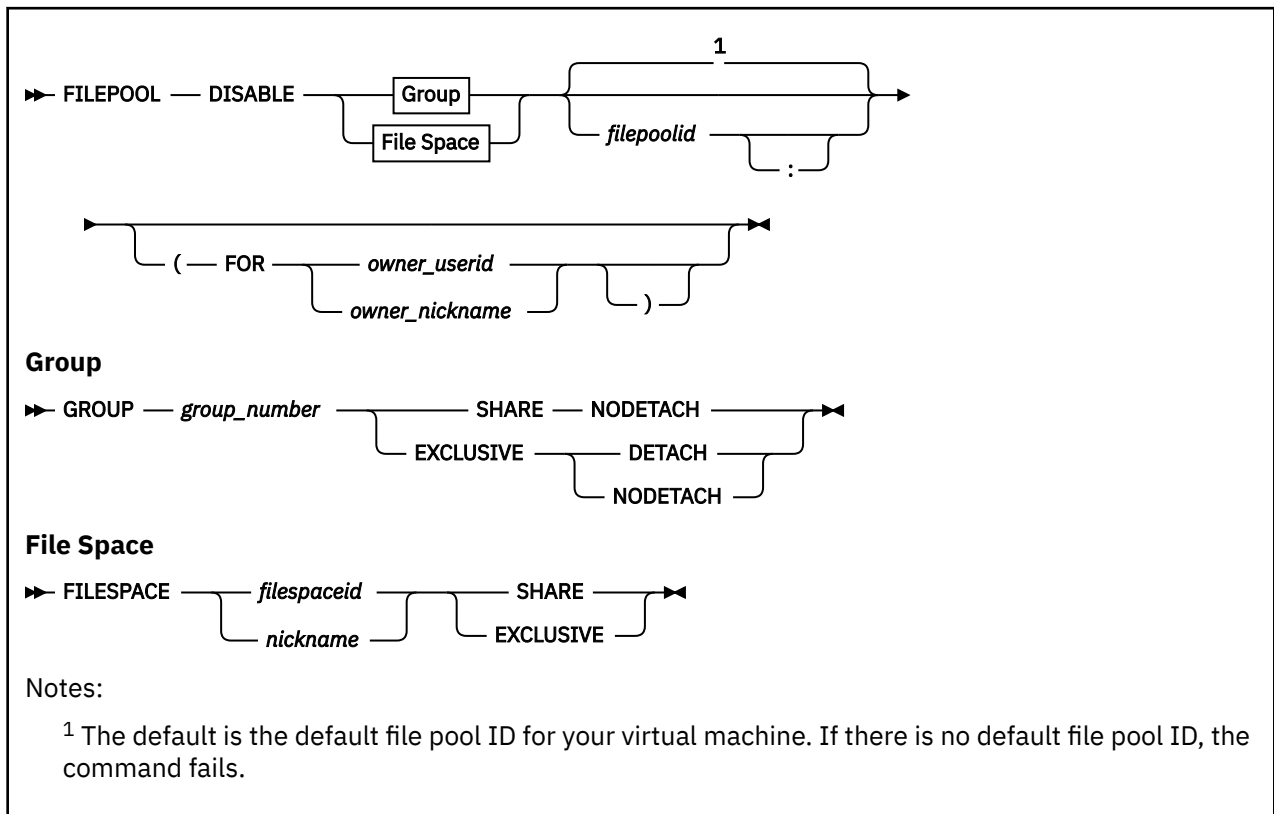 1
FILEPOOL DISABLE Group
File Space
filepoolid
:
( FOR owner_userid
owner_nickname
)
Group
GROUP group_number SHARE NODETACH
EXCLUSIVE DETACH
NODETACH
File Space
FILESPACE filespaceid SHARE
nickname EXCLUSIVE
Notes:
1 The default is the default file pool ID for your virtual machine. If there is no default file pool ID, the
command fails.